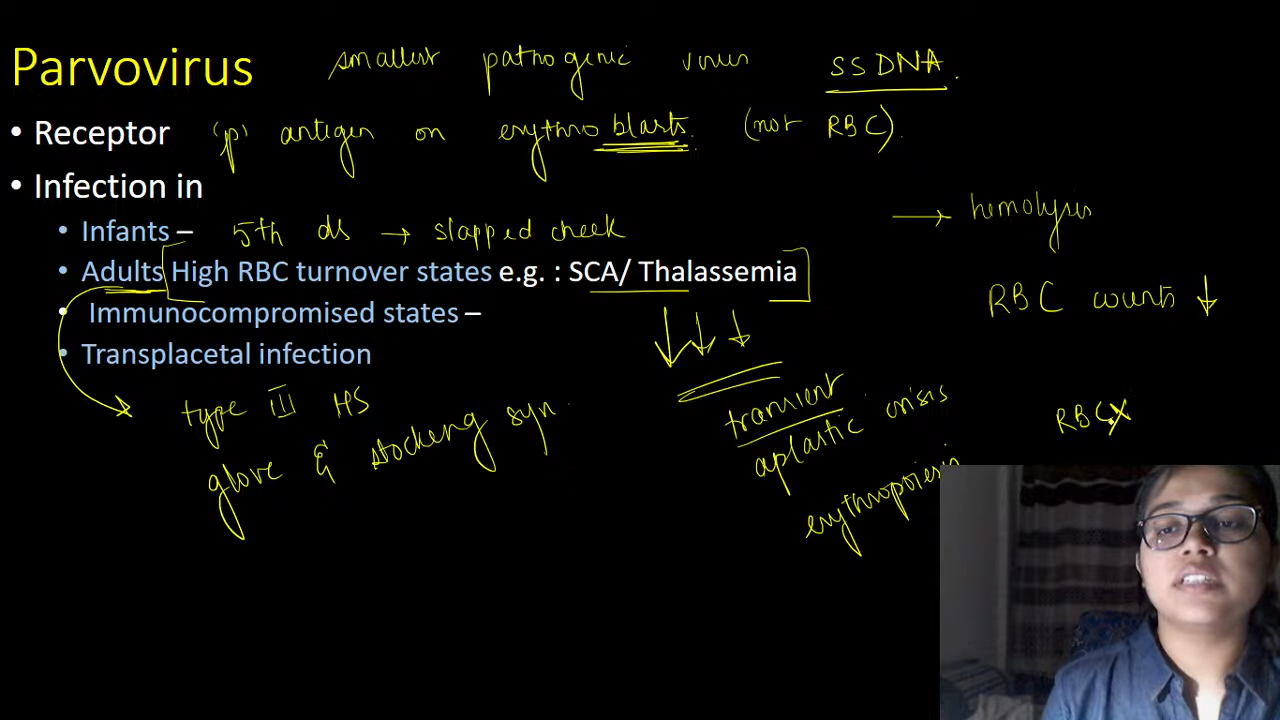 Parvovirus smallest pathogenic virus SSDNA.
• Receptor 'p' antigen on erythroblasts. (not RBC).
• Infection in
• Infants – 5th ds → slapped cheek
→ hemolysis
• Adults High RBC turnover states e.g. : SCA/ Thalassemia
RBC counts ↓
• Immunocompromised states –
• Transplacetal infection
type III HS
glove & stocking syn
transient
aplastic crisis
RBC X
erythropoiesis